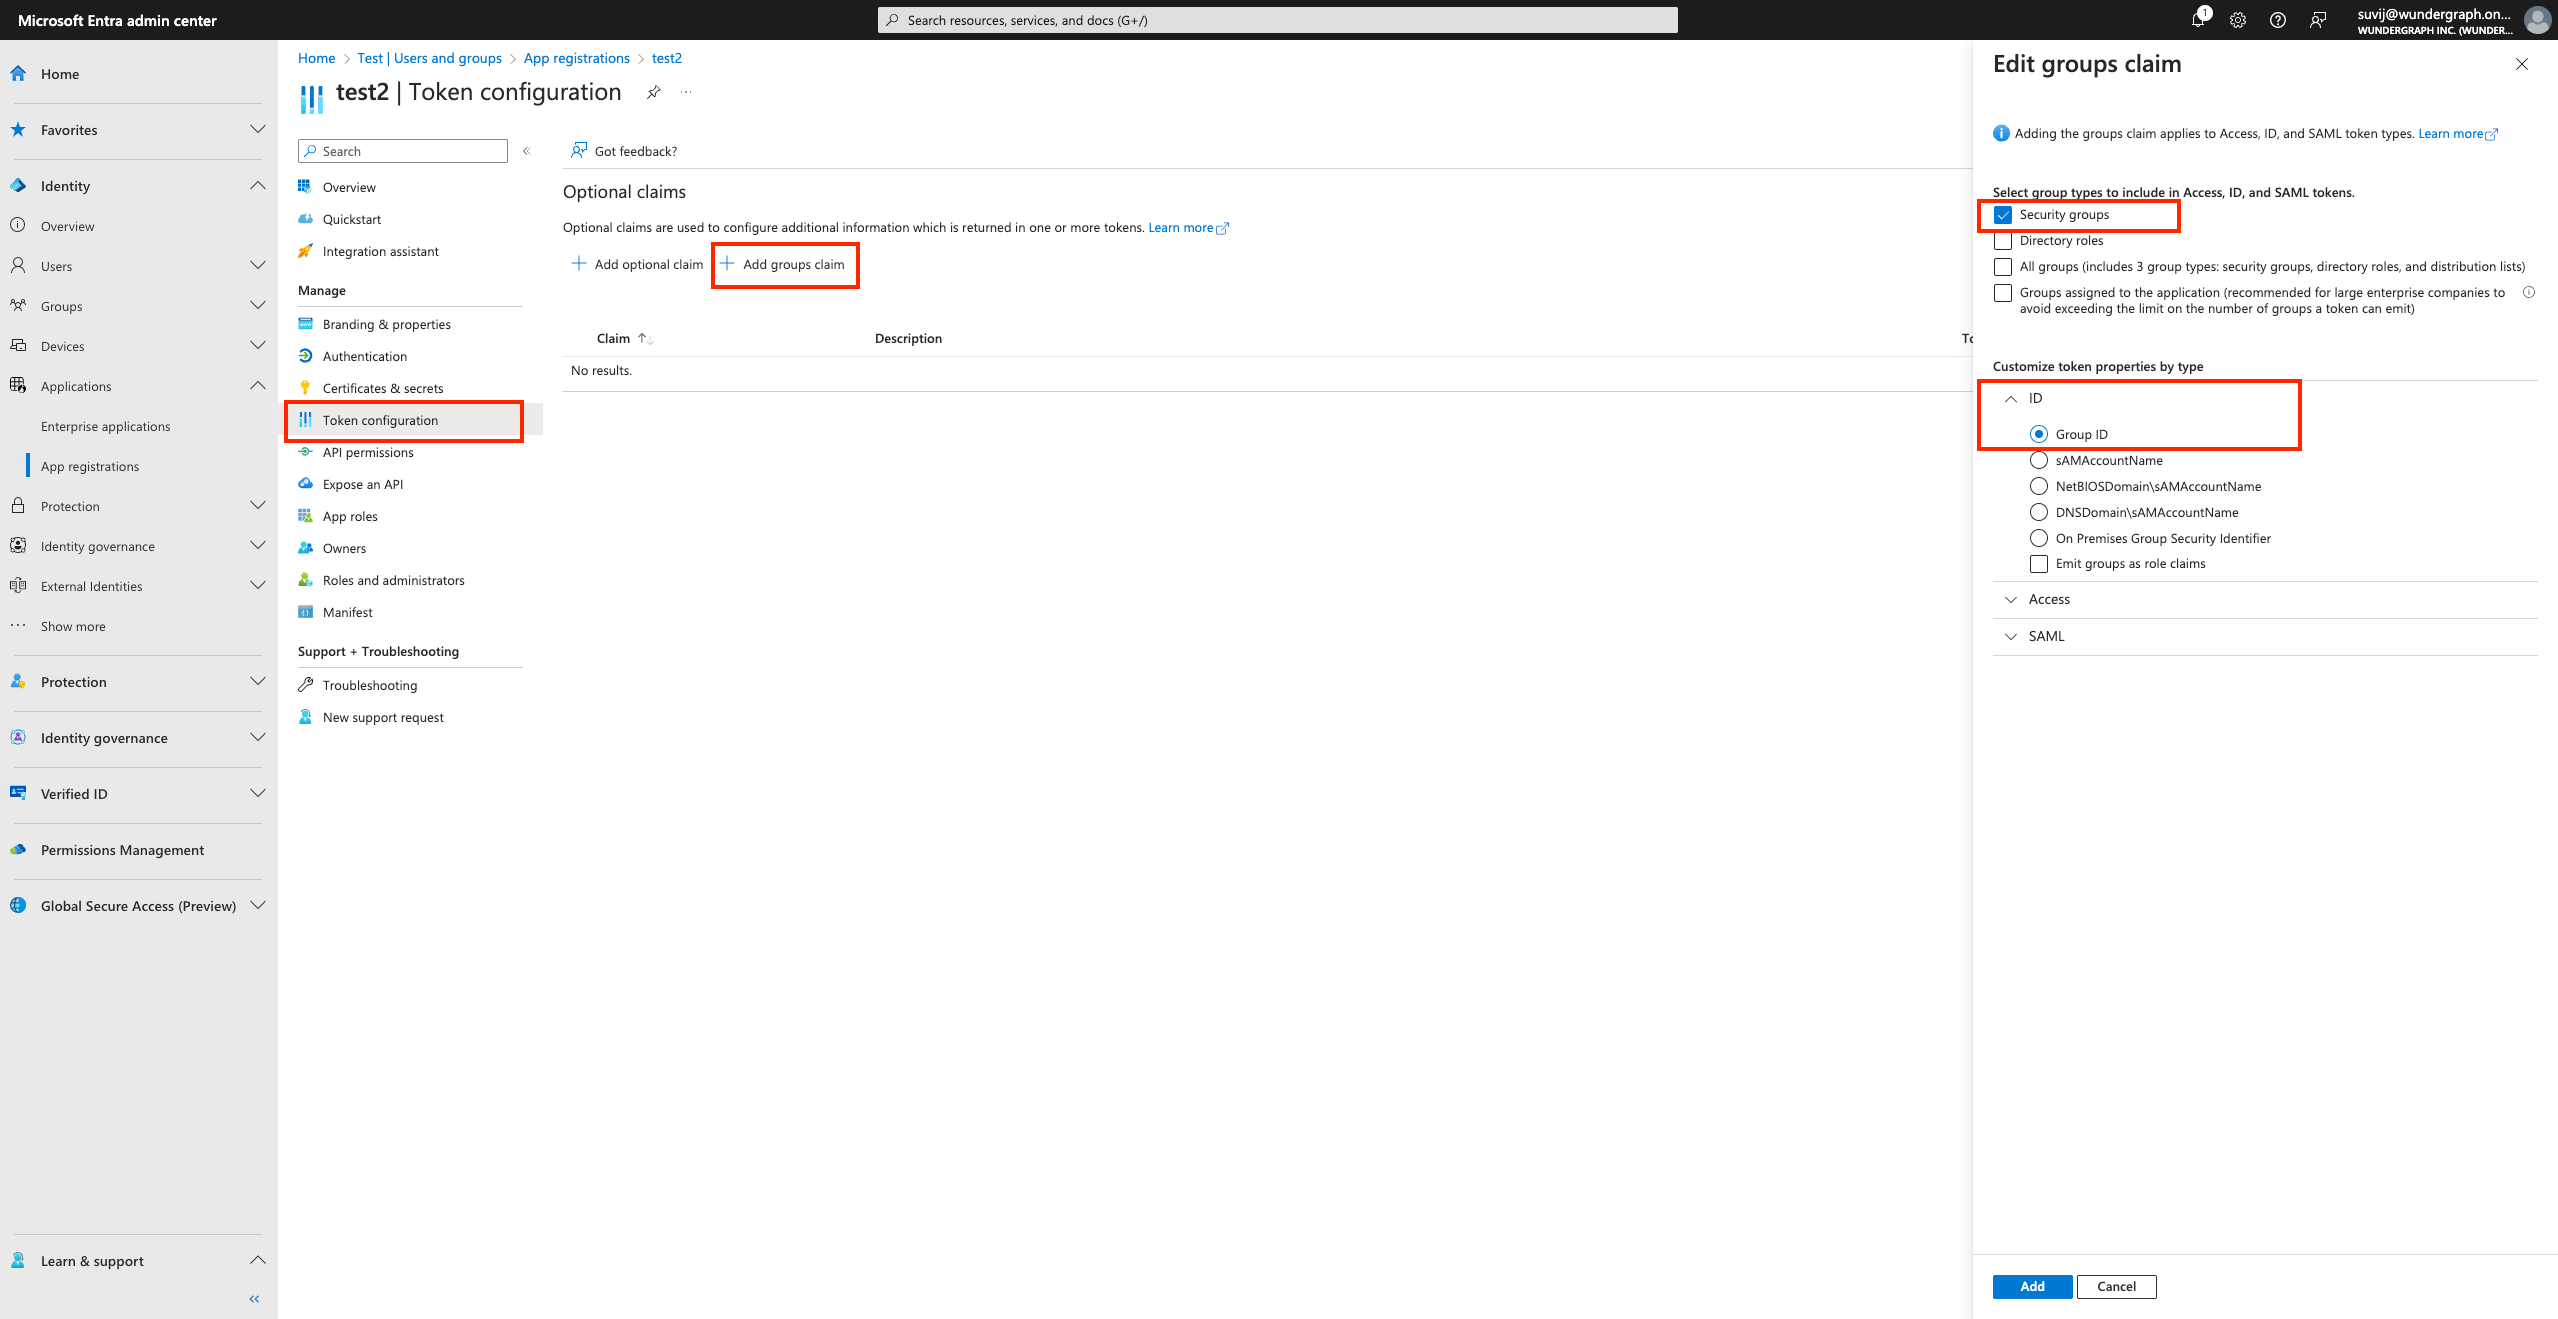 Microsoft Entra admin center
Search resources, services, and docs (G+/)
1
suvij@wundergraph.on...
WUNDERGRAPH INC. (WUNDER...
Home
Favorites
Identity
Overview
Users
Groups
Devices
Applications
Enterprise applications
App registrations
Protection
Identity governance
External Identities
Show more
Protection
Identity governance
Verified ID
Permissions Management
Global Secure Access (Preview)
Learn & support
Home > Test | Users and groups > App registrations > test2
test2 | Token configuration
Search
Overview
Quickstart
Integration assistant
Manage
Branding & properties
Authentication
Certificates & secrets
Token configuration
API permissions
Expose an API
App roles
Owners
Roles and administrators
Manifest
Support + Troubleshooting
Troubleshooting
New support request
Got feedback?
Optional claims
Optional claims are used to configure additional information which is returned in one or more tokens. Learn more
Add optional claim
Add groups claim
Claim
Description
To
No results.
Edit groups claim
Adding the groups claim applies to Access, ID, and SAML token types. Learn more
Select group types to include in Access, ID, and SAML tokens.
Security groups
Directory roles
All groups (includes 3 group types: security groups, directory roles, and distribution lists)
Groups assigned to the application (recommended for large enterprise companies to
avoid exceeding the limit on the number of groups a token can emit)
Customize token properties by type
ID
Group ID
sAMAccountName
NetBIOSDomain\sAMAccountName
DNSDomain\sAMAccountName
On Premises Group Security Identifier
Emit groups as role claims
Access
SAML
Add
Cancel